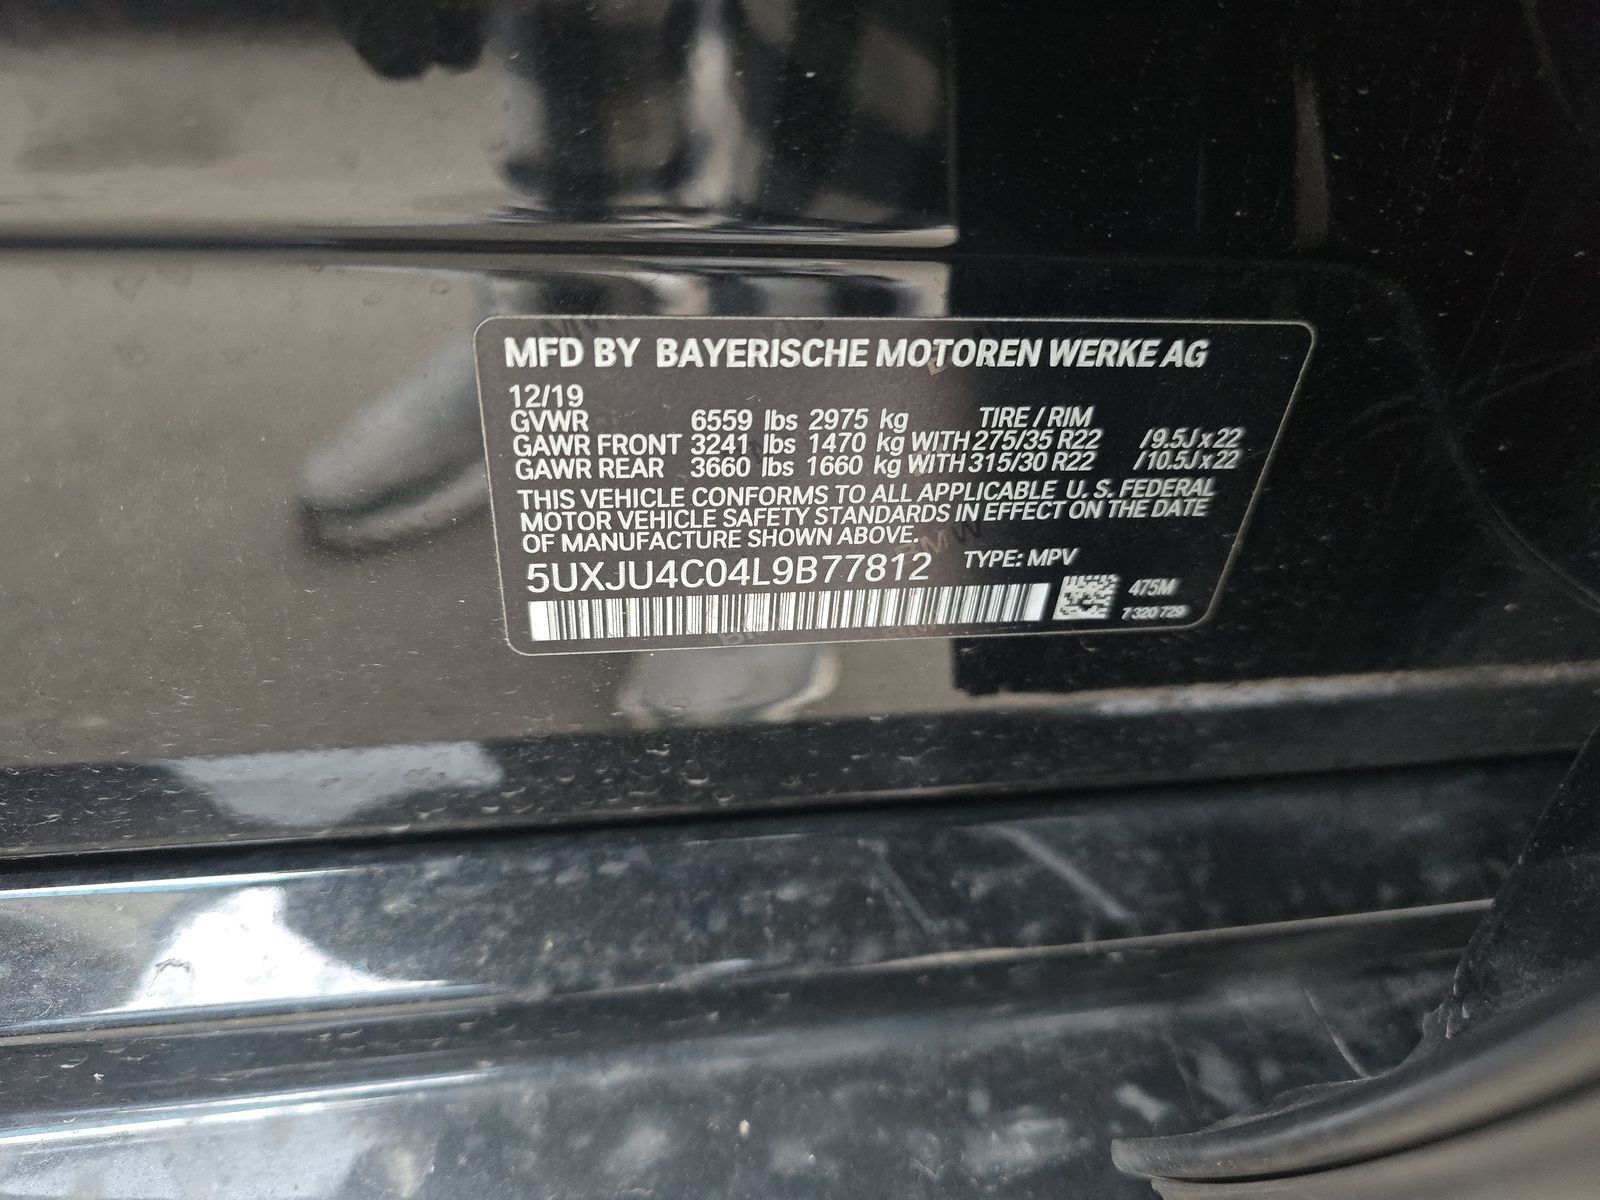 MFD BY BAYERISCHE MOTOREN WERKE AG
12/19
GVWR 6559 lbs 2975 kg TIRE / RIM
GAWR FRONT 3241 lbs 1470 kg WITH 275/35 R22 /9.5J x 22
GAWR REAR 3660 lbs 1660 kg WITH 315/30 R22 /10.5J x 22
THIS VEHICLE CONFORMS TO ALL APPLICABLE U. S. FEDERAL
MOTOR VEHICLE SAFETY STANDARDS IN EFFECT ON THE DATE
OF MANUFACTURE SHOWN ABOVE.
5UXJU4C04L9B77812 TYPE: MPV
475M
7 320 729